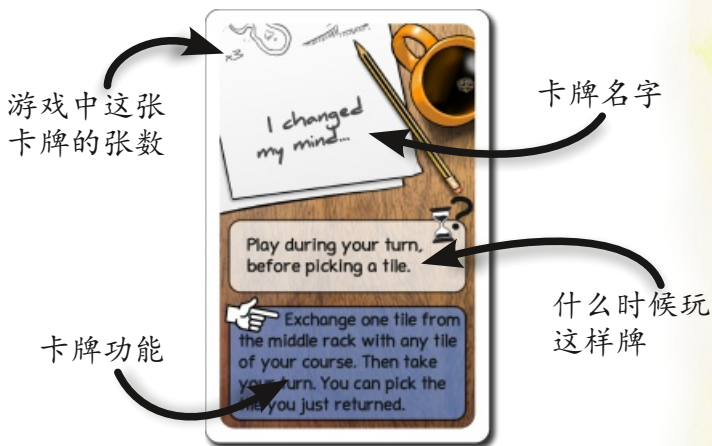 游戏中这张
卡牌的张数
x3
I changed
my mind...
卡牌名字
Play during your turn,
before picking a tile.
什么时候玩
这样牌
卡牌功能
Exchange one tile from
the middle rack with any tile
of your course. Then take
your turn. You can pick the
you just returned.